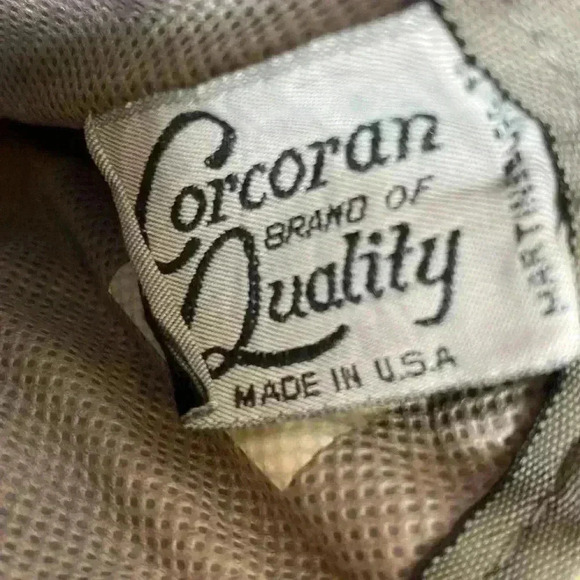 Corcoran
BRAND OF
Quality
MADE IN U.S.A